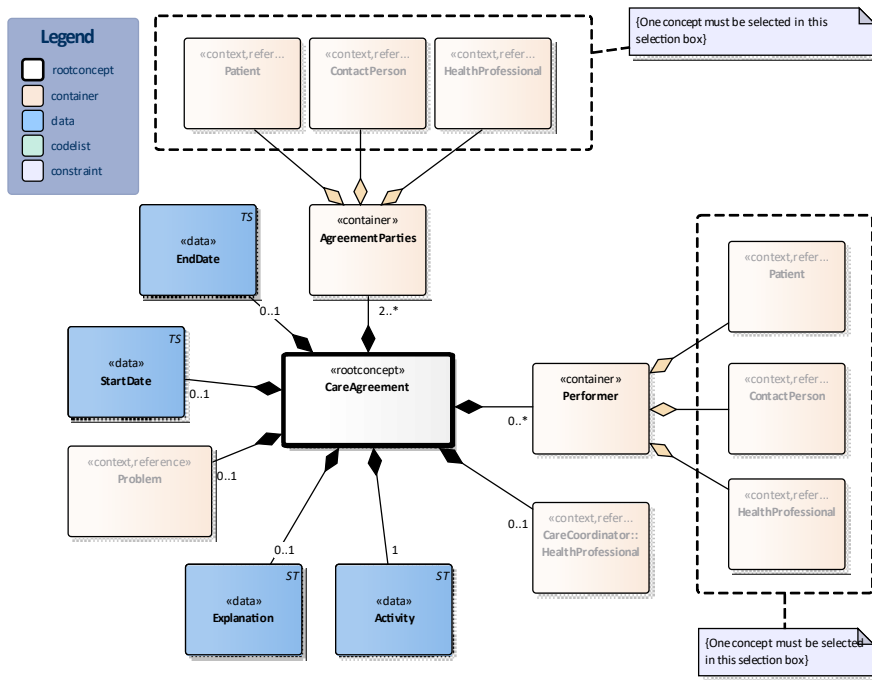 Legend
rootconcept
container
data
codelist
constraint
«context,refer...
Patient
«context,refer...
ContactPerson
«context,refer...
HealthProfessional
{One concept must be selected in this
selection box}
TS
«data»
EndDate
0..1
«container»
AgreementParties
2..*
TS
«data»
StartDate
0..1
«rootconcept»
CareAgreement
«container»
Performer
0..*
«context,refer...
Patient
«context,refer...
ContactPerson
«context,refer...
HealthProfessional
«context,reference»
Problem
0..1
«context,refer...
CareCoordinator::
HealthProfessional
0..1
ST
«data»
Explanation
0..1
ST
«data»
Activity
1
{One concept must be selected
in this selection box}